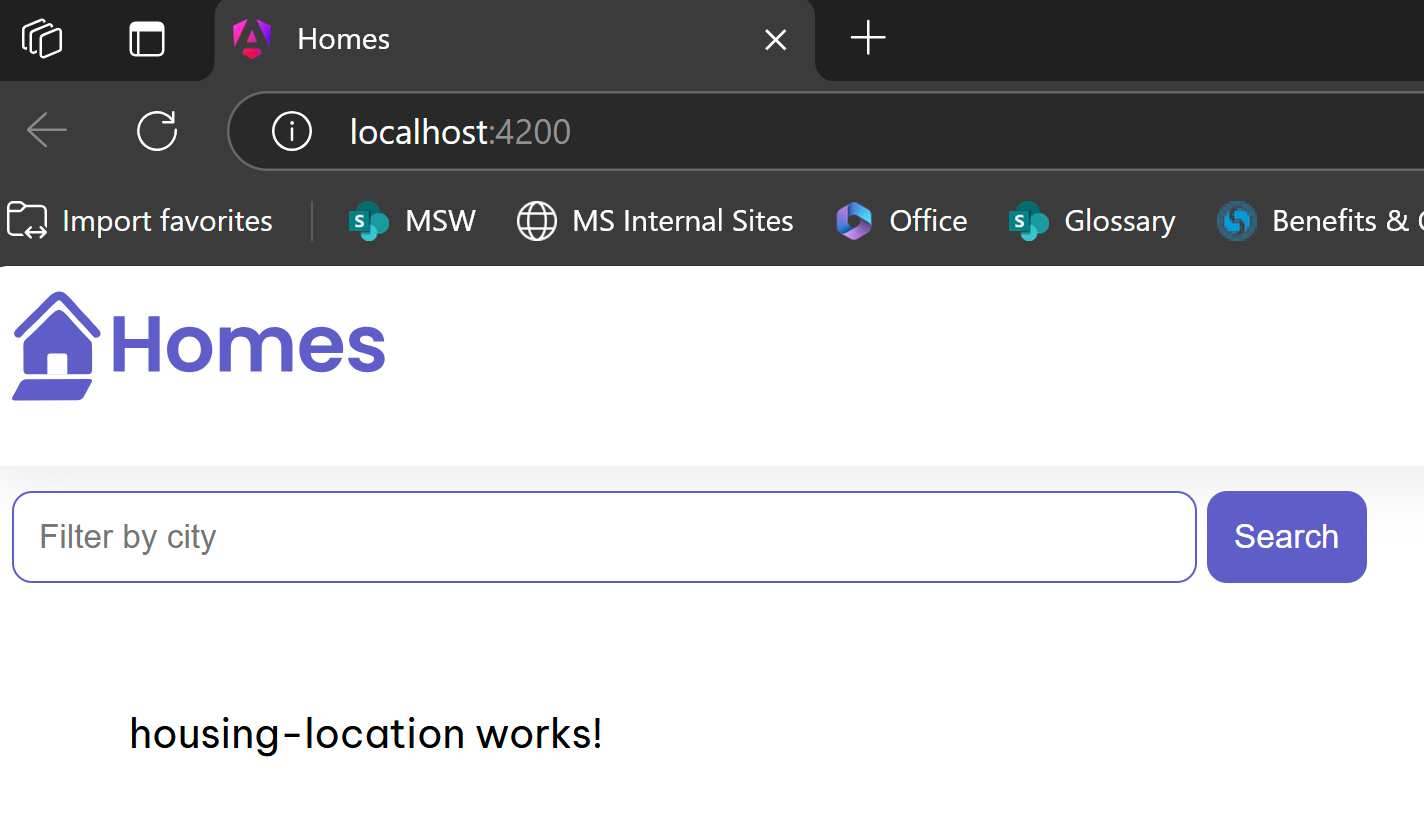 Homes
localhost:4200
Import favorites MSW MS Internal Sites Office Glossary Benefits &
Homes
Filter by city Search
housing-location works!